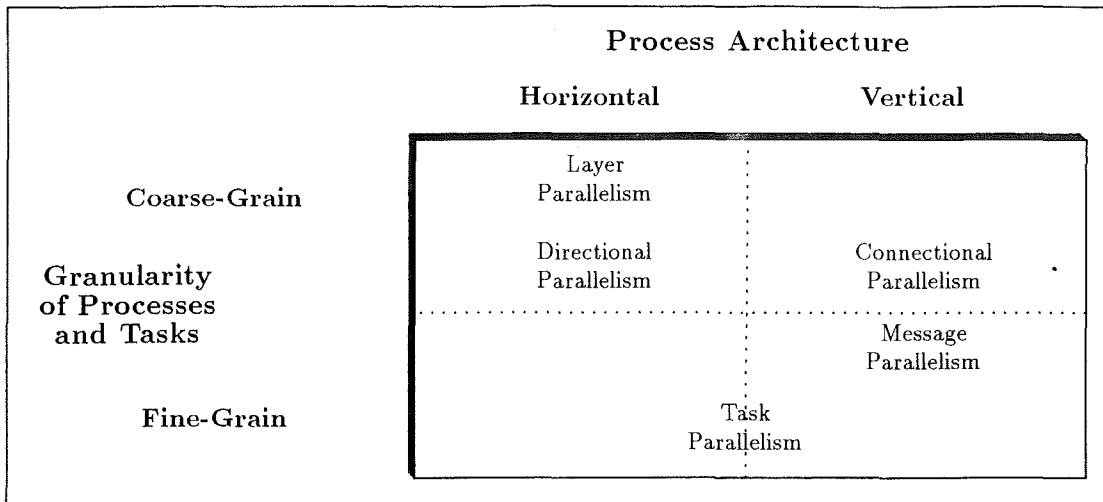 Process Architecture
Horizontal Vertical
Layer
Parallelism
Coarse-Grain
Directional
Parallelism
Connectional
Parallelism
Granularity
of Processes
and Tasks
Message
Parallelism
Fine-Grain
Task
Parallelism